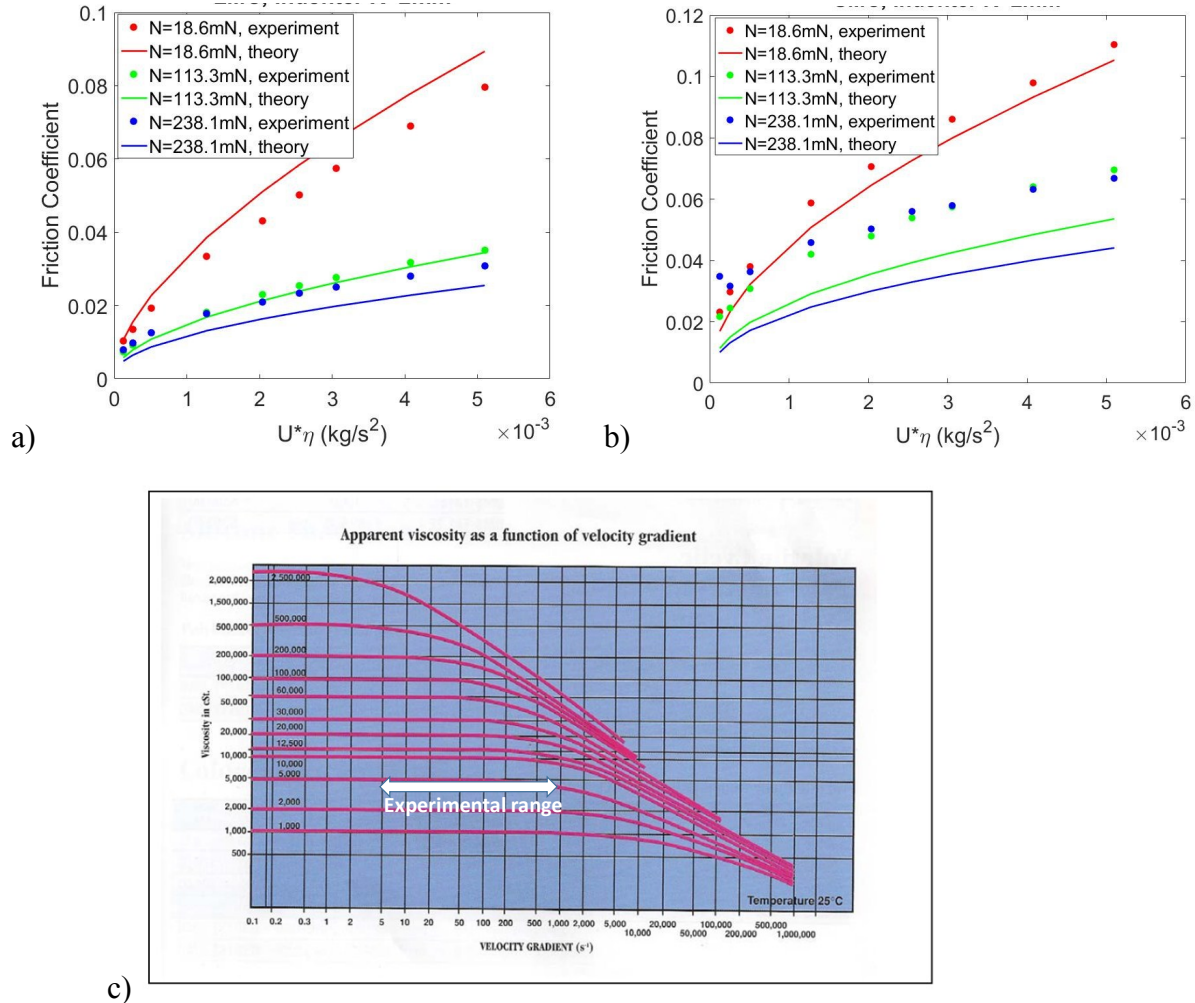 N=18.6mN, experiment
N=18.6mN, theory
N=113.3mN, experiment
N=113.3mN, theory
N=238.1mN, experiment
N=238.1mN, theory
0.1
0.08
0.06
0.04
0.02
0
Friction Coefficient
0 1 2 3 4 5 6
U*η (kg/s²) ×10⁻³
a)
N=18.6mN, experiment
N=18.6mN, theory
N=113.3mN, experiment
N=113.3mN, theory
N=238.1mN, experiment
N=238.1mN, theory
0.12
0.1
0.08
0.06
0.04
0.02
0
Friction Coefficient
0 1 2 3 4 5 6
U*η (kg/s²) ×10⁻³
b)
Apparent viscosity as a function of velocity gradient
2,000,000
1,500,000
500,000
200,000
100,000
50,000
20,000
10,000
5,000
2,000
1,000
500
Viscosity in cSt.
2,500,000
500,000
200,000
100,000
60,000
30,000
20,000
12,500
10,000
5,000
2,000
1,000
Experimental range
Temperature 25°C
0.1 0.2 0.3 1 2 5 10 20 50 100 200 500 1,000 2,000 5,000 20,000 100,000 500,000
10,000 50,000 200,000 1,000,000
VELOCITY GRADIENT (s⁻¹)
c)